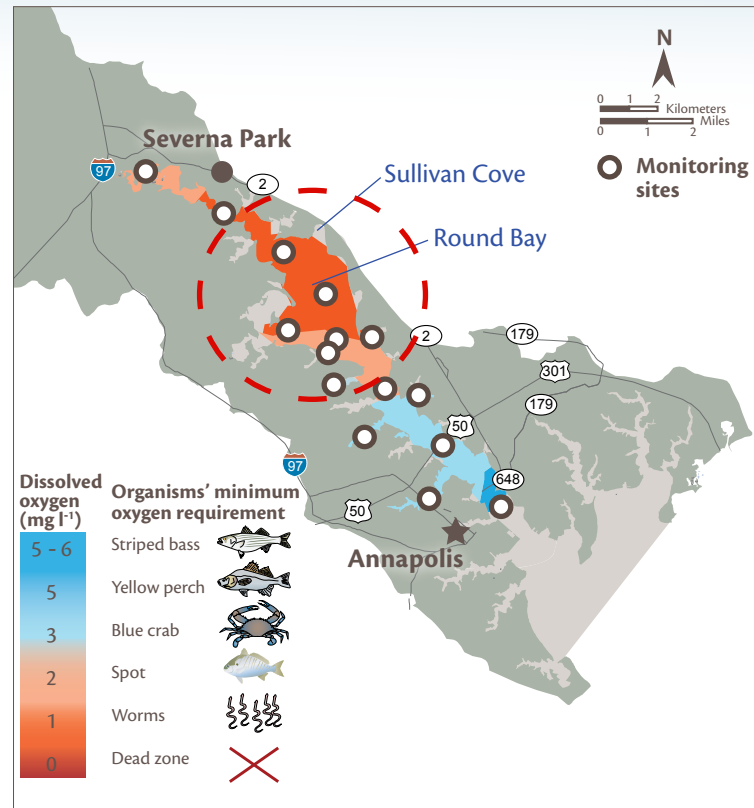 N
0 1 2
Kilometers
Miles
0 1 2
Monitoring
sites
Severna Park
97
2
Sullivan Cove
Round Bay
2
179
301
179
50
97
648
50
Annapolis
Dissolved
oxygen
(mg l⁻¹)
Organisms' minimum
oxygen requirement
5 - 6
Striped bass
5
Yellow perch
3
Blue crab
2
Spot
1
Worms
0
Dead zone